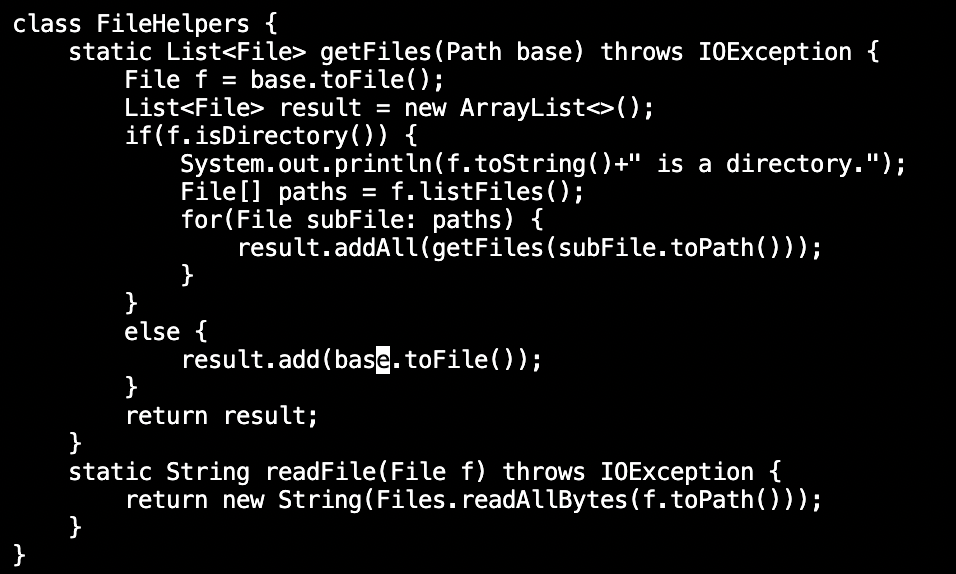 class FileHelpers {
    static List<File> getFiles(Path base) throws IOException {
        File f = base.toFile();
        List<File> result = new ArrayList<>();
        if(f.isDirectory()) {
            System.out.println(f.toString()+" is a directory.");
            File[] paths = f.listFiles();
            for(File subFile: paths) {
                result.addAll(getFiles(subFile.toPath()));
            }
        }
        else {
            result.add(base.toFile());
        }
        return result;
    }
    static String readFile(File f) throws IOException {
        return new String(Files.readAllBytes(f.toPath()));
    }
}